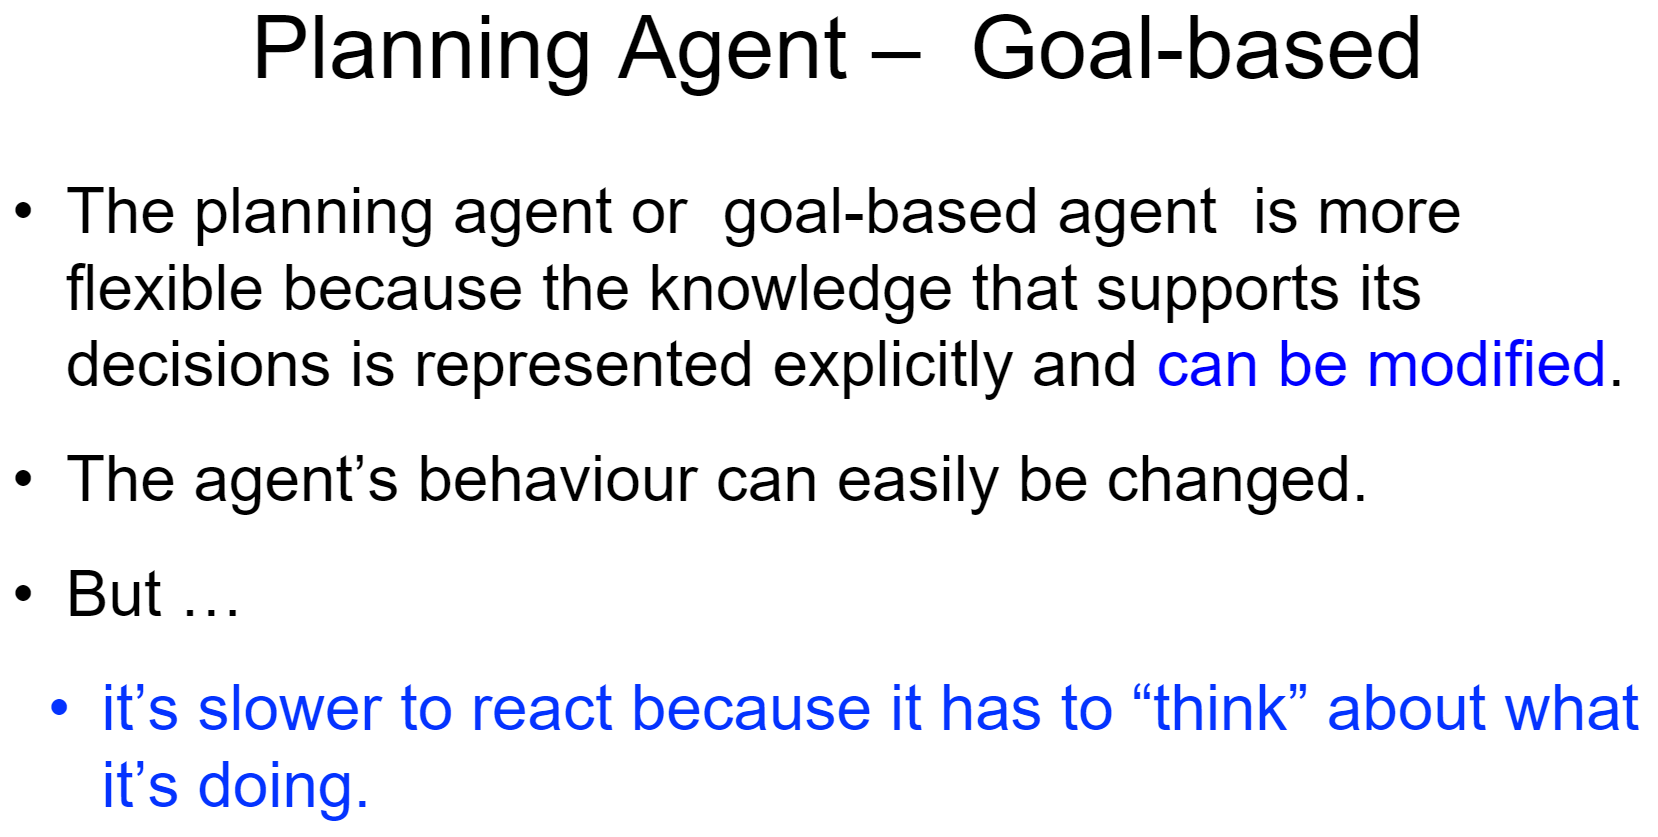 Planning Agent –  Goal-based
• The planning agent or  goal-based agent  is more
flexible because the knowledge that supports its
decisions is represented explicitly and can be modified.
• The agent’s behaviour can easily be changed.
• But …
• it’s slower to react because it has to “think” about what
it’s doing.